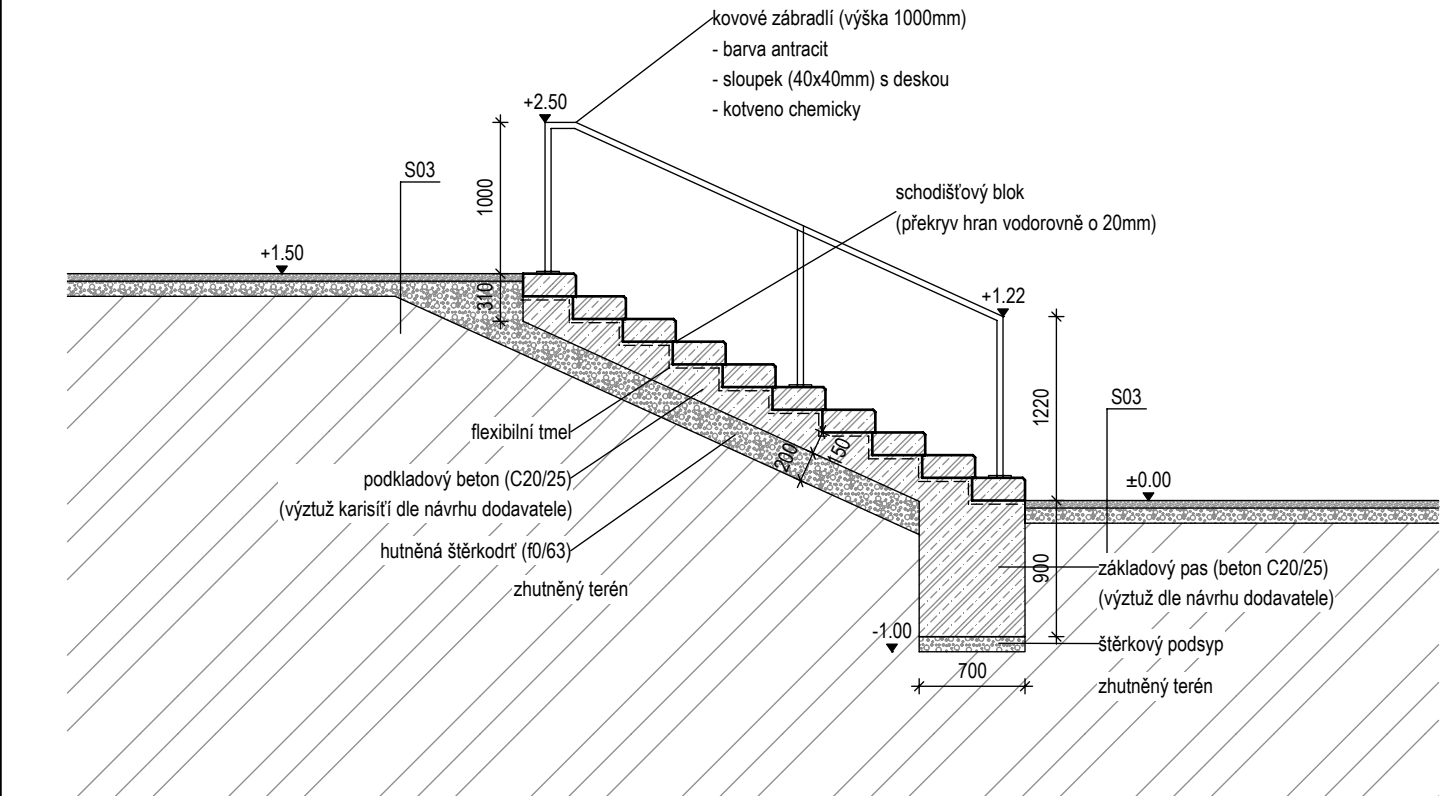 kovové zábradlí (výška 1000mm)
- barva antracit
- sloupek (40x40mm) s deskou
- kotveno chemicky
+2.50
S03
1000
schodišťový blok
(překryv hran vodorovně o 20mm)
+1.50
310
+1.22
1220
S03
flexibilní tmel
200
150
podkladový beton (C20/25)
(výztuž karisíťí dle návrhu dodavatele)
±0.00
hutněná štěrkodrť (f0/63)
zhutněný terén
900
základový pas (beton C20/25)
(výztuž dle návrhu dodavatele)
-1.00
štěrkový podsyp
700
zhutněný terén